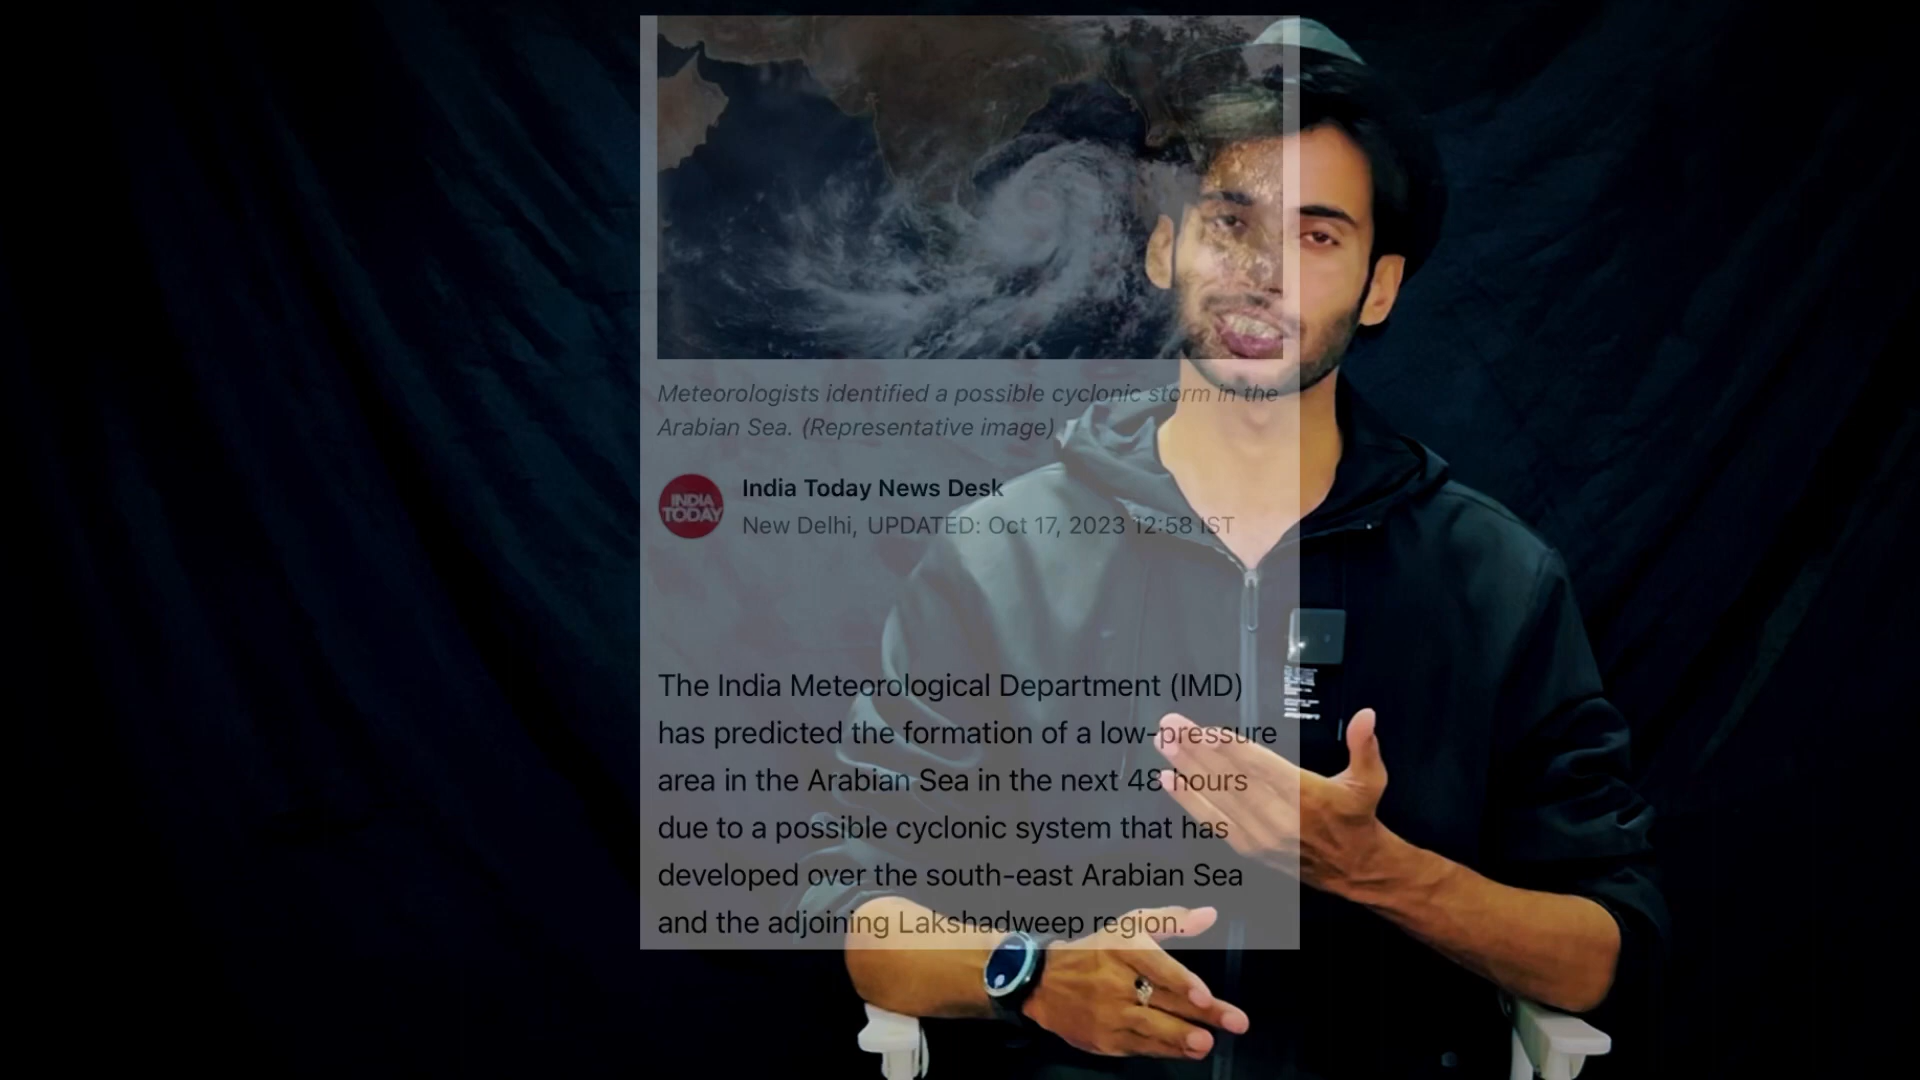 Meteorologists identified a possible cyclonic storm in the
Arabian Sea. (Representative image)
INDIA
TODAY
India Today News Desk
New Delhi, UPDATED: Oct 17, 2023 12:58 IST
The India Meteorological Department (IMD)
has predicted the formation of a low-pressure
area in the Arabian Sea in the next 48 hours
due to a possible cyclonic system that has
developed over the south-east Arabian Sea
and the adjoining Lakshadweep region.